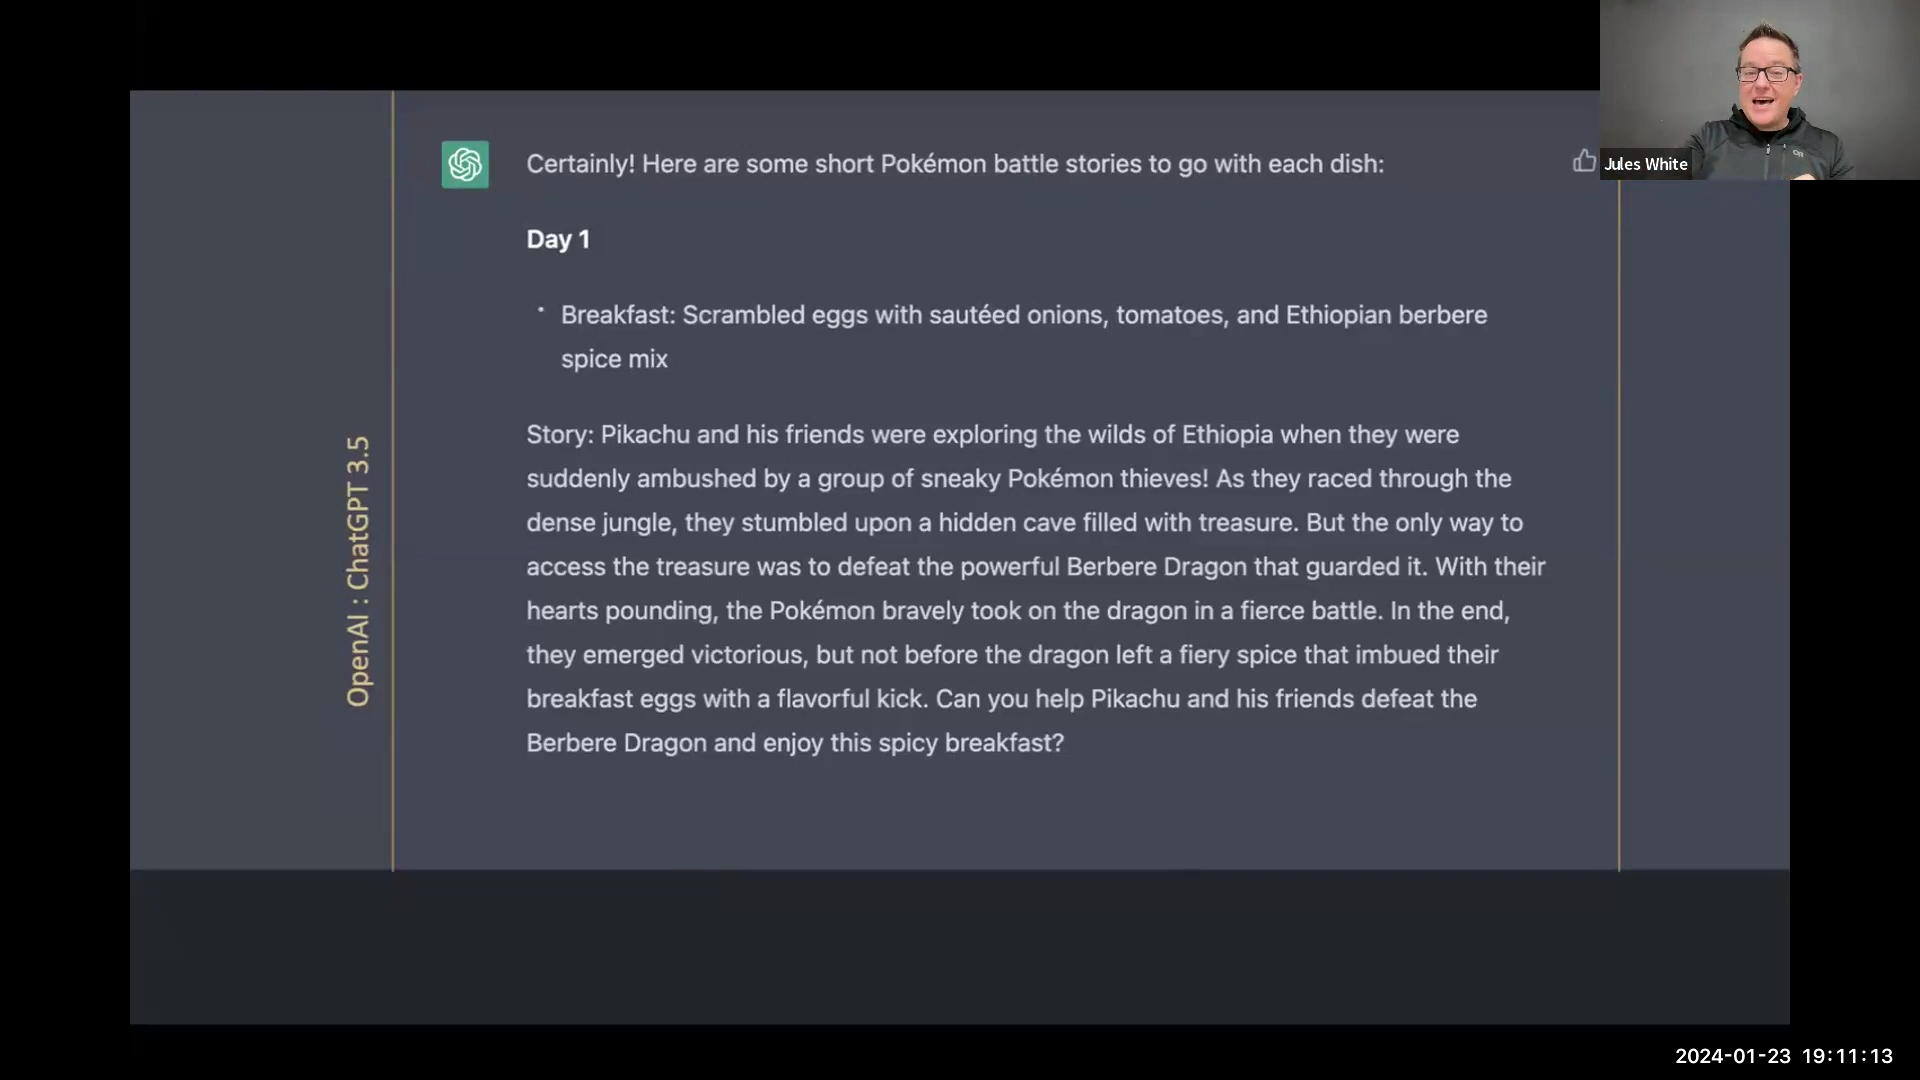 Certainly! Here are some short Pokémon battle stories to go with each dish:
Jules White
Day 1
• Breakfast: Scrambled eggs with sautéed onions, tomatoes, and Ethiopian berbere
spice mix
Story: Pikachu and his friends were exploring the wilds of Ethiopia when they were
suddenly ambushed by a group of sneaky Pokémon thieves! As they raced through the
dense jungle, they stumbled upon a hidden cave filled with treasure. But the only way to
access the treasure was to defeat the powerful Berbere Dragon that guarded it. With their
hearts pounding, the Pokémon bravely took on the dragon in a fierce battle. In the end,
they emerged victorious, but not before the dragon left a fiery spice that imbued their
breakfast eggs with a flavorful kick. Can you help Pikachu and his friends defeat the
Berbere Dragon and enjoy this spicy breakfast?
OpenAI : ChatGPT 3.5
2024-01-23 19:11:13